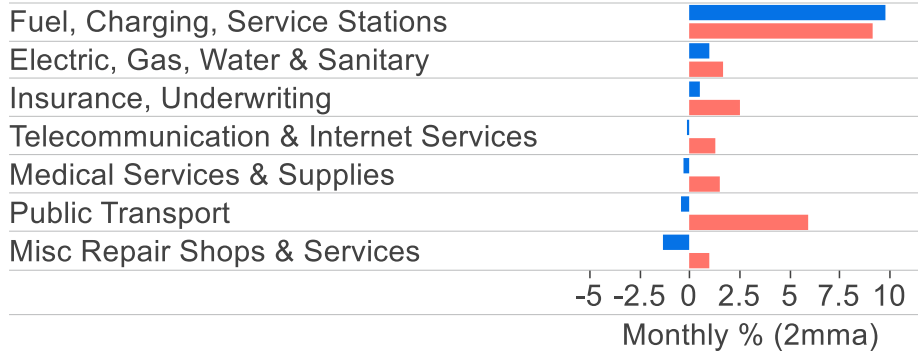 Fuel, Charging, Service Stations
Electric, Gas, Water & Sanitary
Insurance, Underwriting
Telecommunication & Internet Services
Medical Services & Supplies
Public Transport
Misc Repair Shops & Services
-5 -2.5 0 2.5 5 7.5 10
Monthly % (2mma)